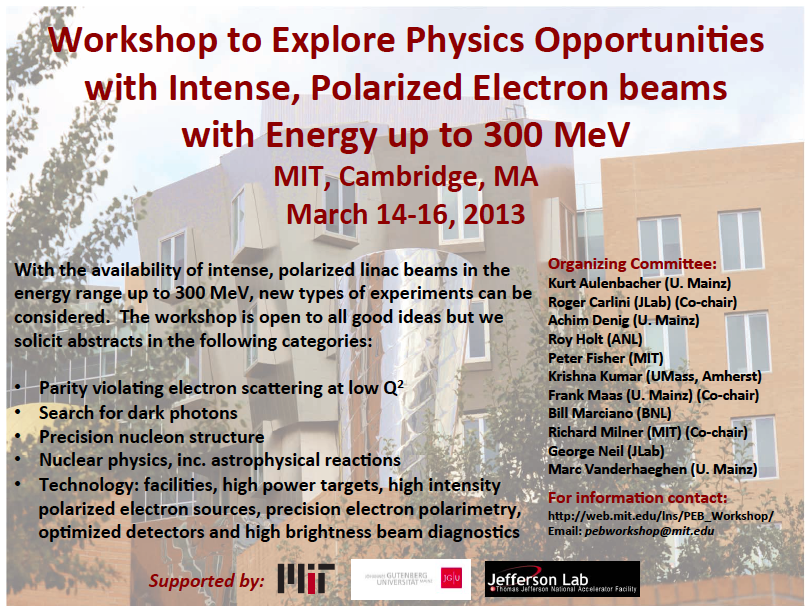 Workshop to Explore Physics Opportunities
with Intense, Polarized Electron beams
with Energy up to 300 MeV
MIT, Cambridge, MA
March 14-16, 2013
With the availability of intense, polarized linac beams in the
energy range up to 300 MeV, new types of experiments can be
considered.  The workshop is open to all good ideas but we
solicit abstracts in the following categories:
• Parity violating electron scattering at low Q²
• Search for dark photons
• Precision nucleon structure
• Nuclear physics, inc. astrophysical reactions
• Technology: facilities, high power targets, high intensity
polarized electron sources, precision electron polarimetry,
optimized detectors and high brightness beam diagnostics
Organizing Committee:
Kurt Aulenbacher (U. Mainz)
Roger Carlini (JLab) (Co-chair)
Achim Denig (U. Mainz)
Roy Holt (ANL)
Peter Fisher (MIT)
Krishna Kumar (UMass, Amherst)
Frank Maas (U. Mainz) (Co-chair)
Bill Marciano (BNL)
Richard Milner (MIT) (Co-chair)
George Neil (JLab)
Marc Vanderhaeghen (U. Mainz)
For information contact:
http://web.mit.edu/lns/PEB_Workshop/
Email: pebworkshop@mit.edu
Supported by:
MIT
JOHANNES GUTENBERG
UNIVERSITÄT MAINZ
JG|U
Jefferson Lab
Thomas Jefferson National Accelerator Facility